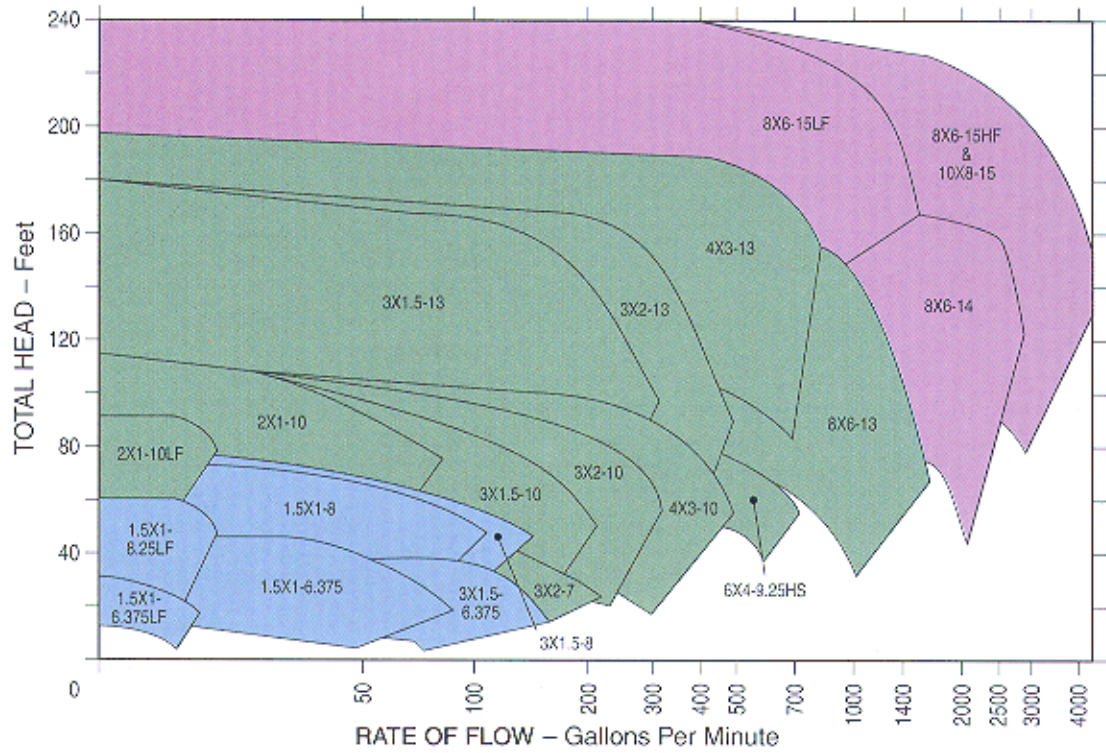 240
200
160
120
80
40
0
TOTAL HEAD – Feet
8X6-15LF
8X6-15HF
&
10X8-15
4X3-13
3X1.5-13
3X2-13
8X6-14
2X1-10
8X6-13
2X1-10LF
3X1.5-10
3X2-10
4X3-10
1.5X1-8
1.5X1-
8.25LF
1.5X1-6.375
3X1.5-
6.375
3X2-7
6X4-9.25HS
1.5X1-
6.375LF
3X1.5-8
50
100
200
300
400
500
700
1000
1400
2000
2500
3000
4000
RATE OF FLOW – Gallons Per Minute